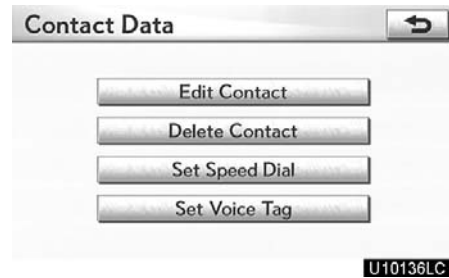 Contact Data
Edit Contact
Delete Contact
Set Speed Dial
Set Voice Tag
U10136LC